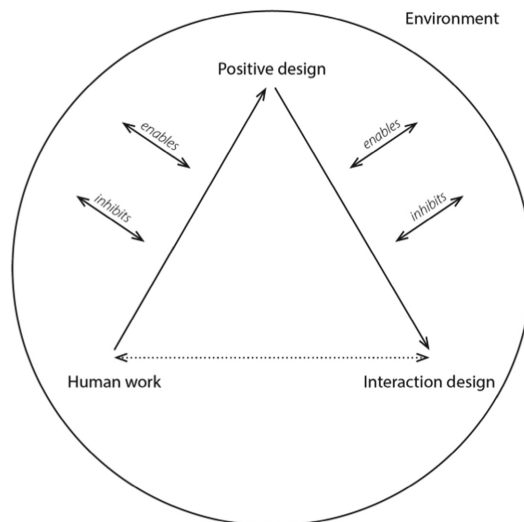 Environment
Positive design
enables
enables
inhibits
inhibits
Human work
Interaction design